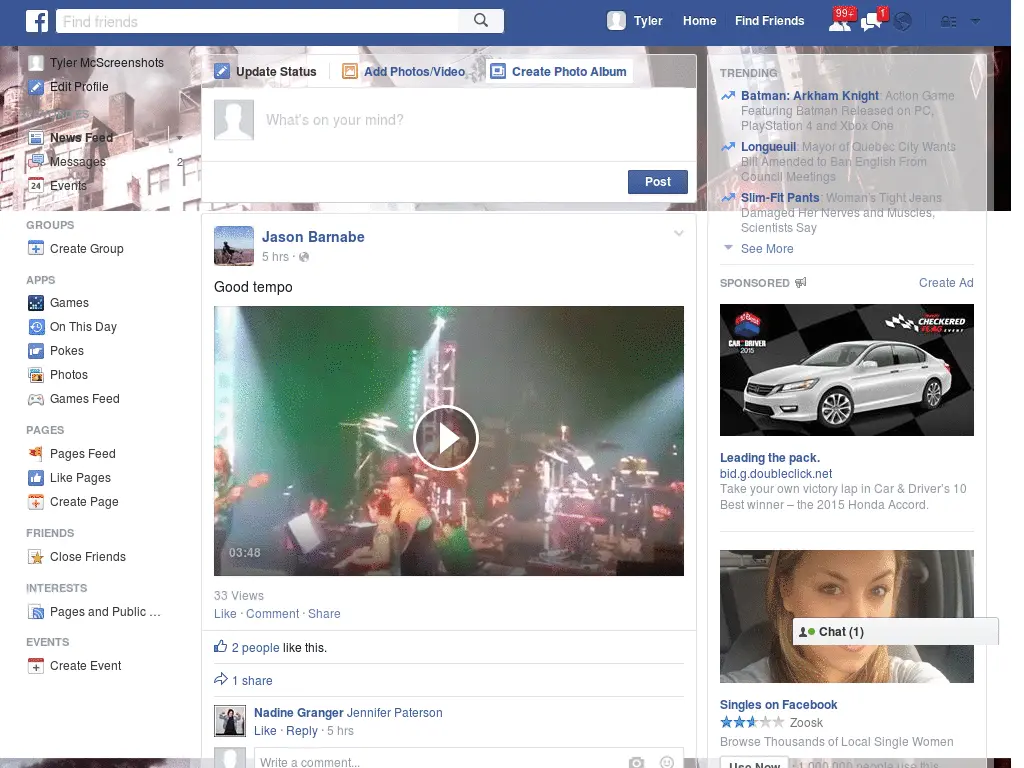 Find friends
Tyler
Home
Find Friends
99+
1
Tyler McScreenshots
Edit Profile
News Feed
Messages
2
24
Events
GROUPS
Create Group
APPS
Games
On This Day
Pokes
Photos
Games Feed
PAGES
Pages Feed
Like Pages
Create Page
FRIENDS
Close Friends
INTERESTS
Pages and Public ...
EVENTS
Create Event
Update Status
Add Photos/Video
Create Photo Album
What's on your mind?
Post
Jason Barnabe
5 hrs ·
Good tempo
03:48
33 Views
Like · Comment · Share
2 people like this.
1 share
Nadine Granger Jennifer Paterson
Like · Reply · 5 hrs
Write a comment...
TRENDING
Batman: Arkham Knight: Action Game
Featuring Batman Released on PC,
PlayStation 4 and Xbox One
Longueuil: Mayor of Quebec City Wants
Bill Amended to Ban English From
Council Meetings
Slim-Fit Pants: Woman's Tight Jeans
Damaged Her Nerves and Muscles,
Scientists Say
See More
SPONSORED
Create Ad
CAR AND DRIVER
2015
CHECKERED
FLAG EVENT
Leading the pack.
bid.g.doubleclick.net
Take your own victory lap in Car & Driver's 10
Best winner – the 2015 Honda Accord.
Chat (1)
Singles on Facebook
Zoosk
Browse Thousands of Local Single Women
Use Now
· 1,000,000 people use this